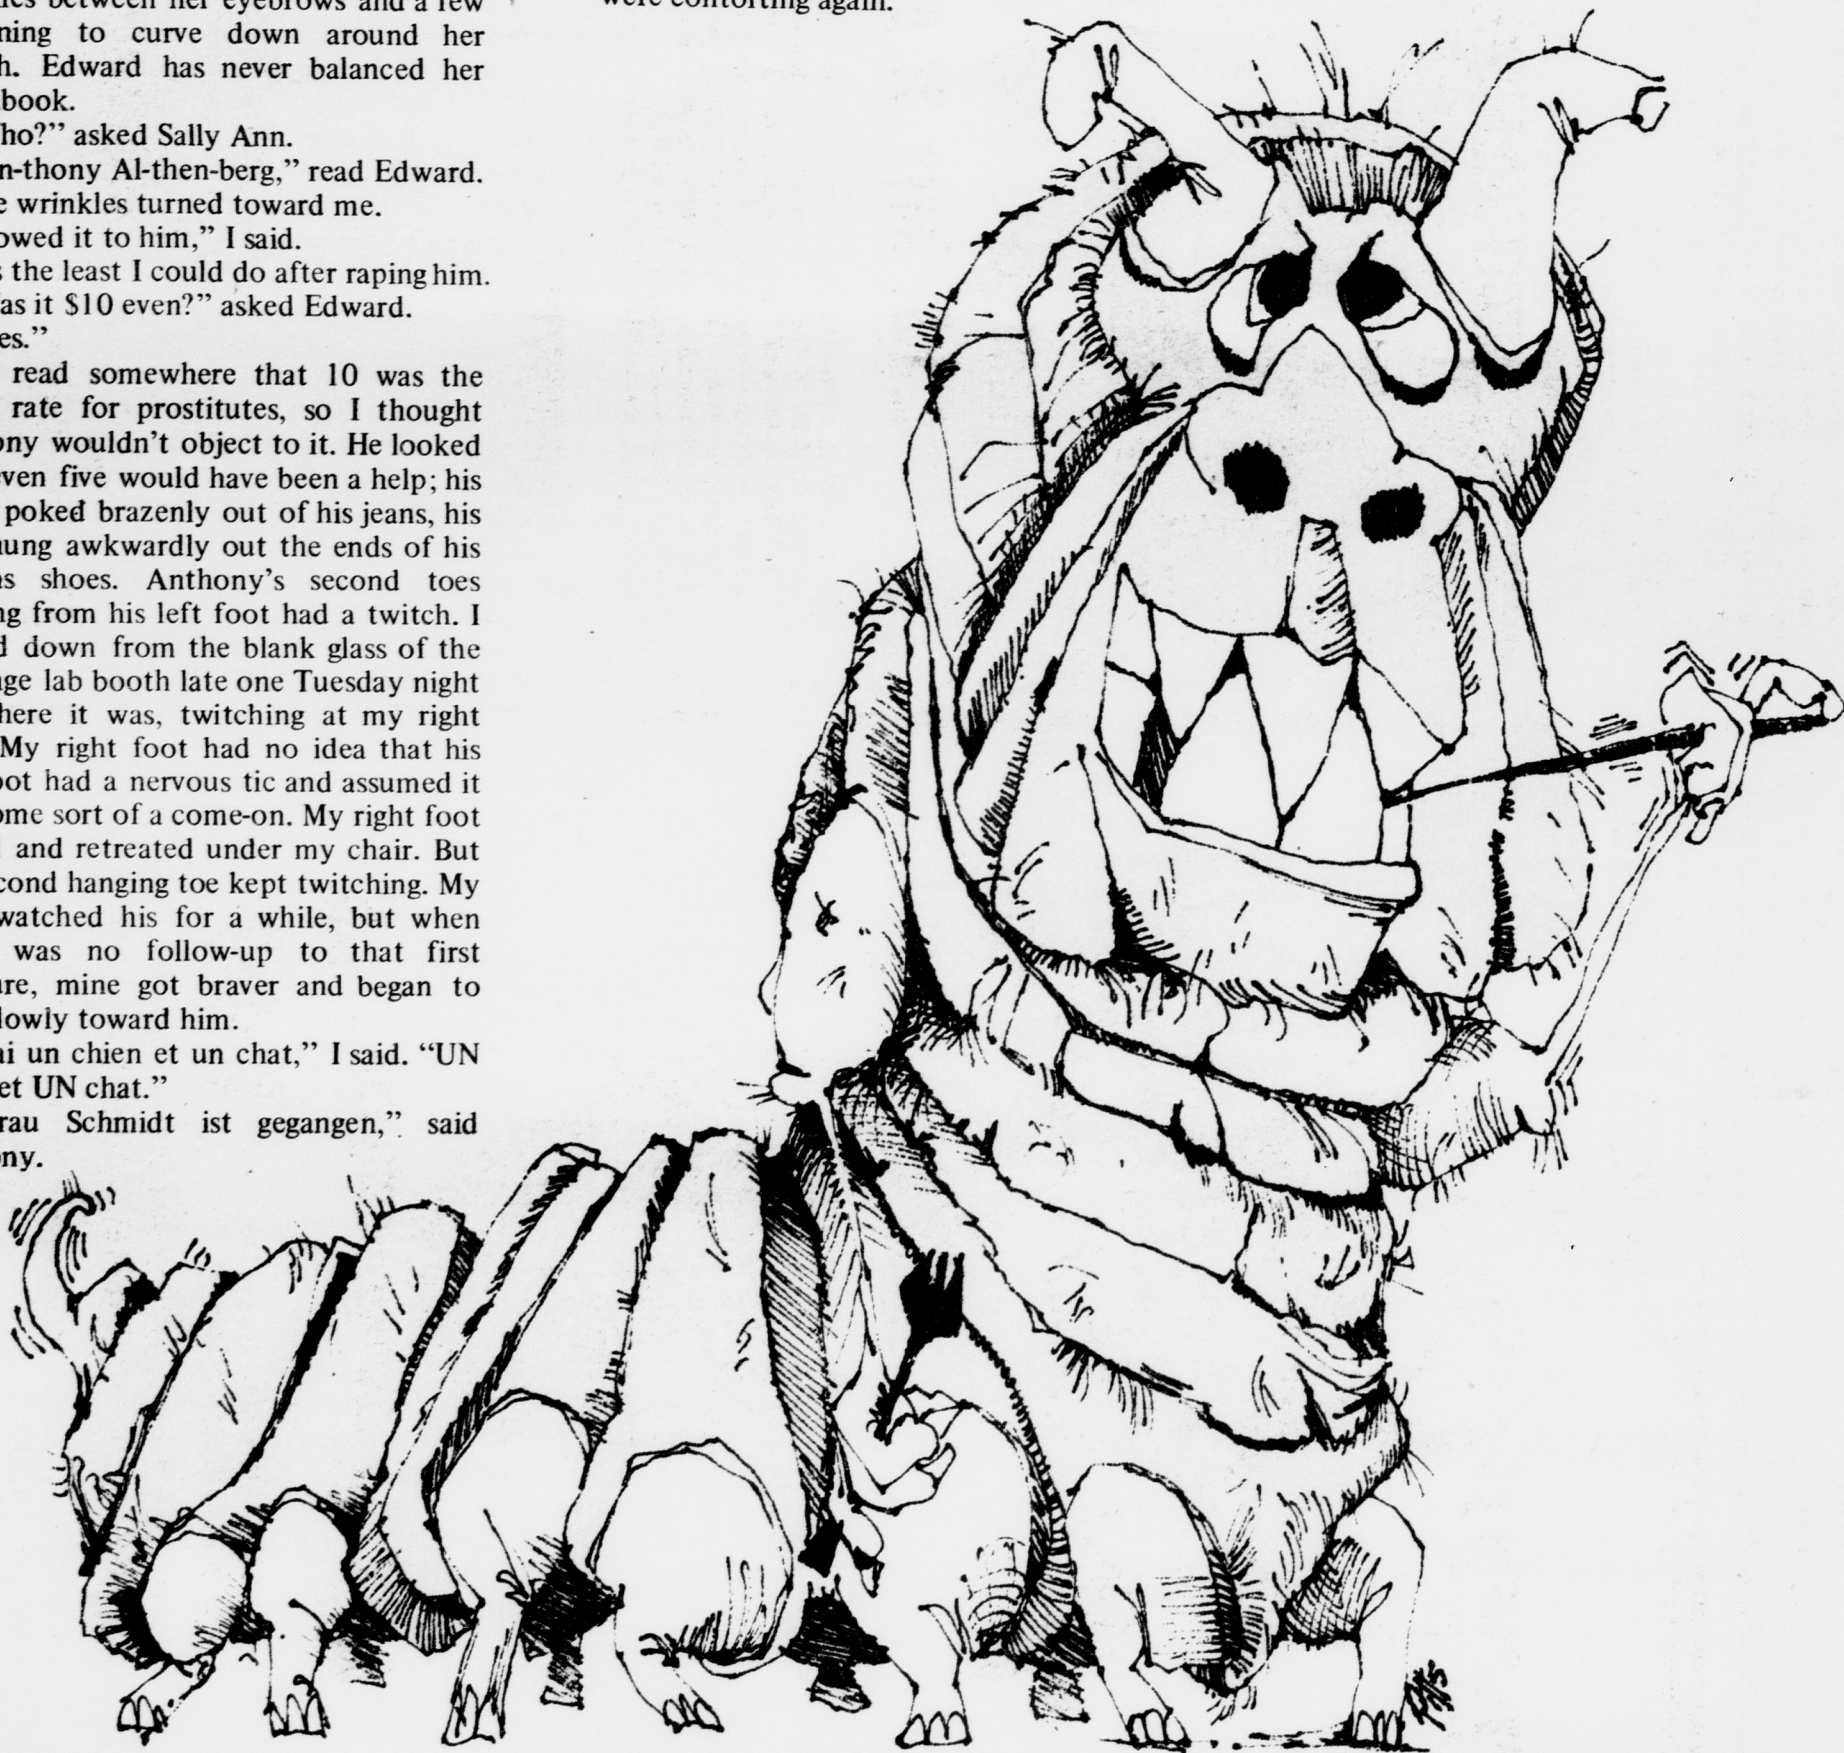 les between her eyebrows and a few
ning to curve down around her
h. Edward has never balanced her
book.
ho?” asked Sally Ann.
n-thony Al-then-berg,” read Edward.
e wrinkles turned toward me.
owed it to him,” I said.
s the least I could do after raping him.
as it $10 even?” asked Edward.
es.”
read somewhere that 10 was the
rate for prostitutes, so I thought
ony wouldn’t object to it. He looked
even five would have been a help; his
poked brazenly out of his jeans, his
hung awkwardly out the ends of his
is shoes. Anthony’s second toes
ng from his left foot had a twitch. I
d down from the blank glass of the
age lab booth late one Tuesday night
here it was, twitching at my right
My right foot had no idea that his
oot had a nervous tic and assumed it
ome sort of a come-on. My right foot
and retreated under my chair. But
cond hanging toe kept twitching. My
watched his for a while, but when
was no follow-up to that first
ure, mine got braver and began to
lowly toward him.
ai un chien et un chat,” I said. “UN
et UN chat.”
rau Schmidt ist gegangen,” said
ony.
were contorting again.